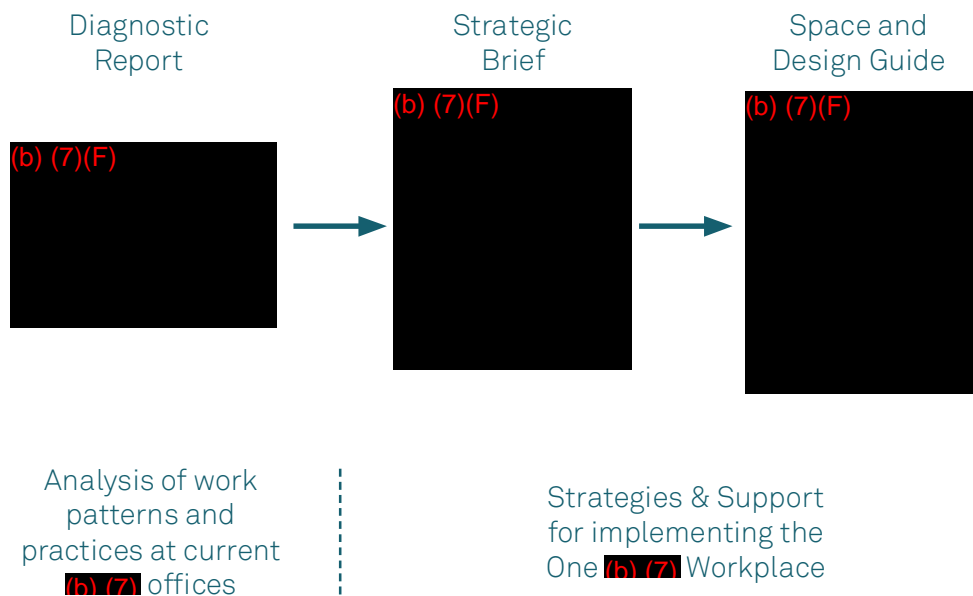 Diagnostic
Report
Strategic
Brief
Space and
Design Guide
(b) (7)(F)
(b) (7)(F)
(b) (7)(F)
Analysis of work
patterns and
practices at current
(b) (7) offices
Strategies & Support
for implementing the
One (b) (7) Workplace